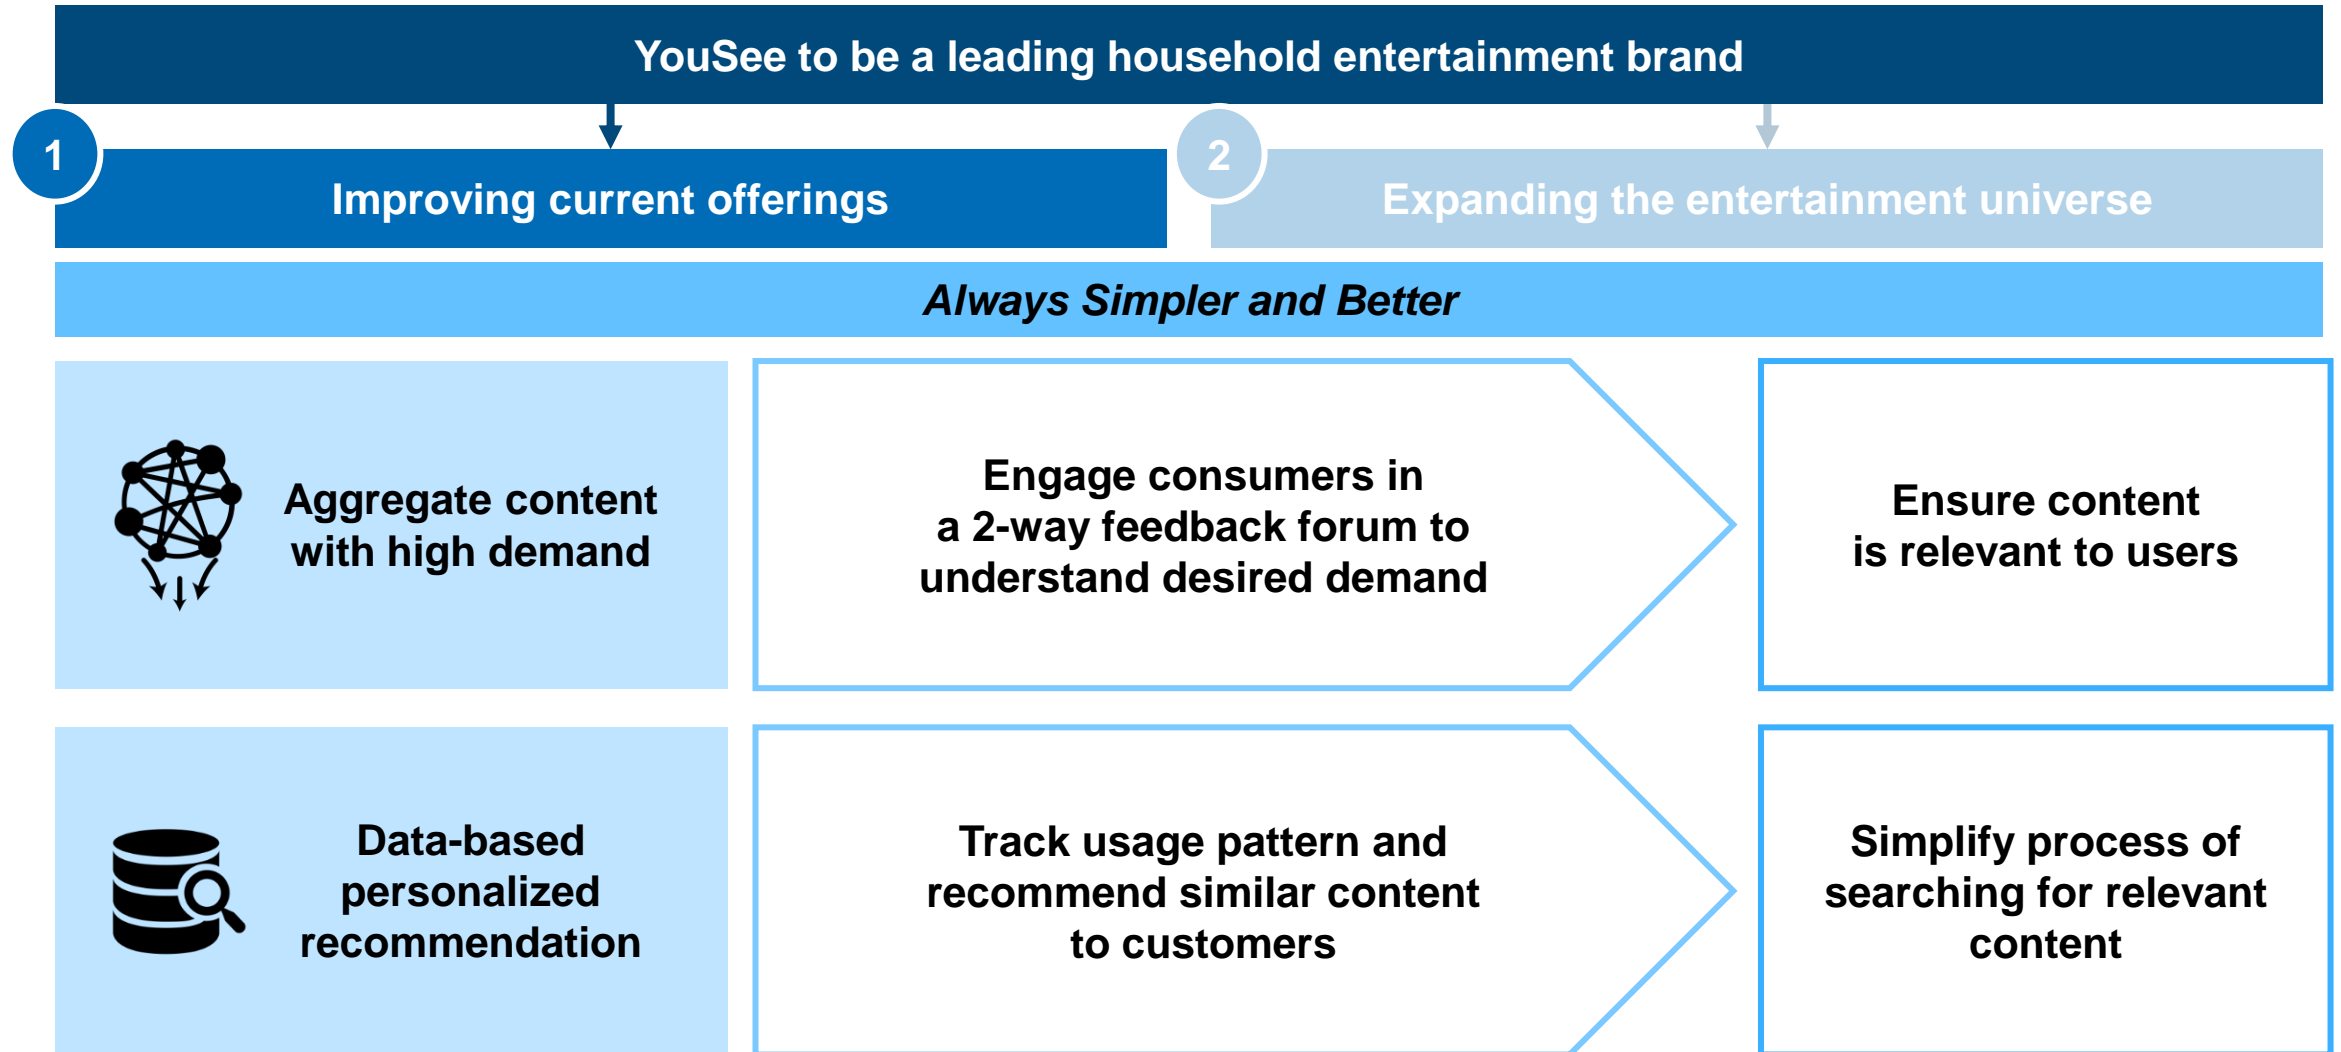 YouSee to be a leading household entertainment brand
1
Improving current offerings
2
Expanding the entertainment universe
Always Simpler and Better
Aggregate content
with high demand
Engage consumers in
a 2-way feedback forum to
understand desired demand
Ensure content
is relevant to users
Data-based
personalized
recommendation
Track usage pattern and
recommend similar content
to customers
Simplify process of
searching for relevant
content